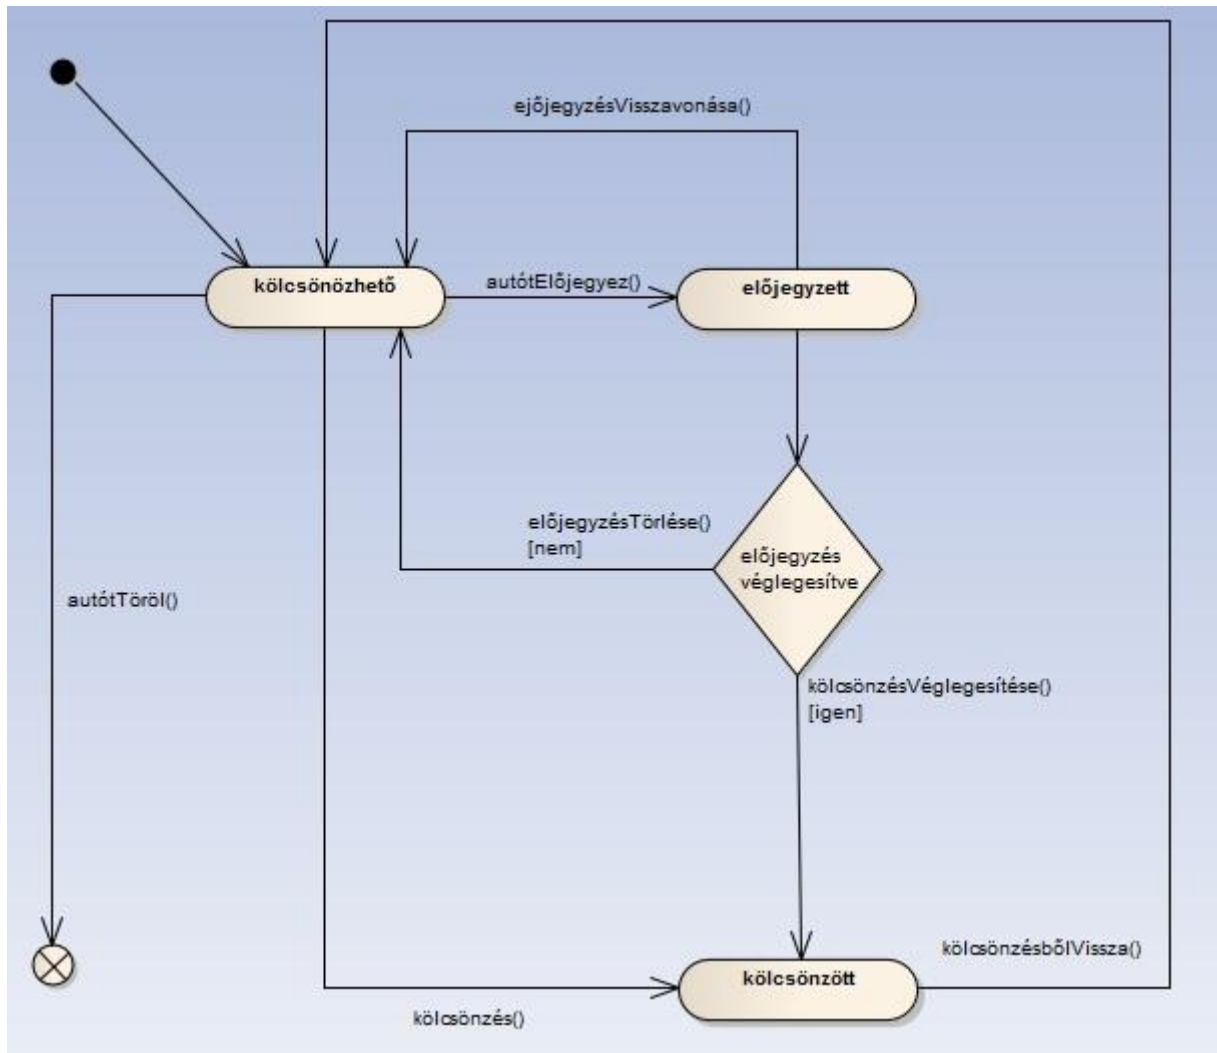 ejőjegyzésVisszavonása()
kölcsönözhető
autótElőjegyez()
előjegyzett
előjegyzésTörlése()
[nem]
előjegyzés
véglegesítve
autótTöröl()
kölcsönzésVéglegesítése()
[igen]
kölcsönzésbőlVissza()
kölcsönzött
kölcsönzés()